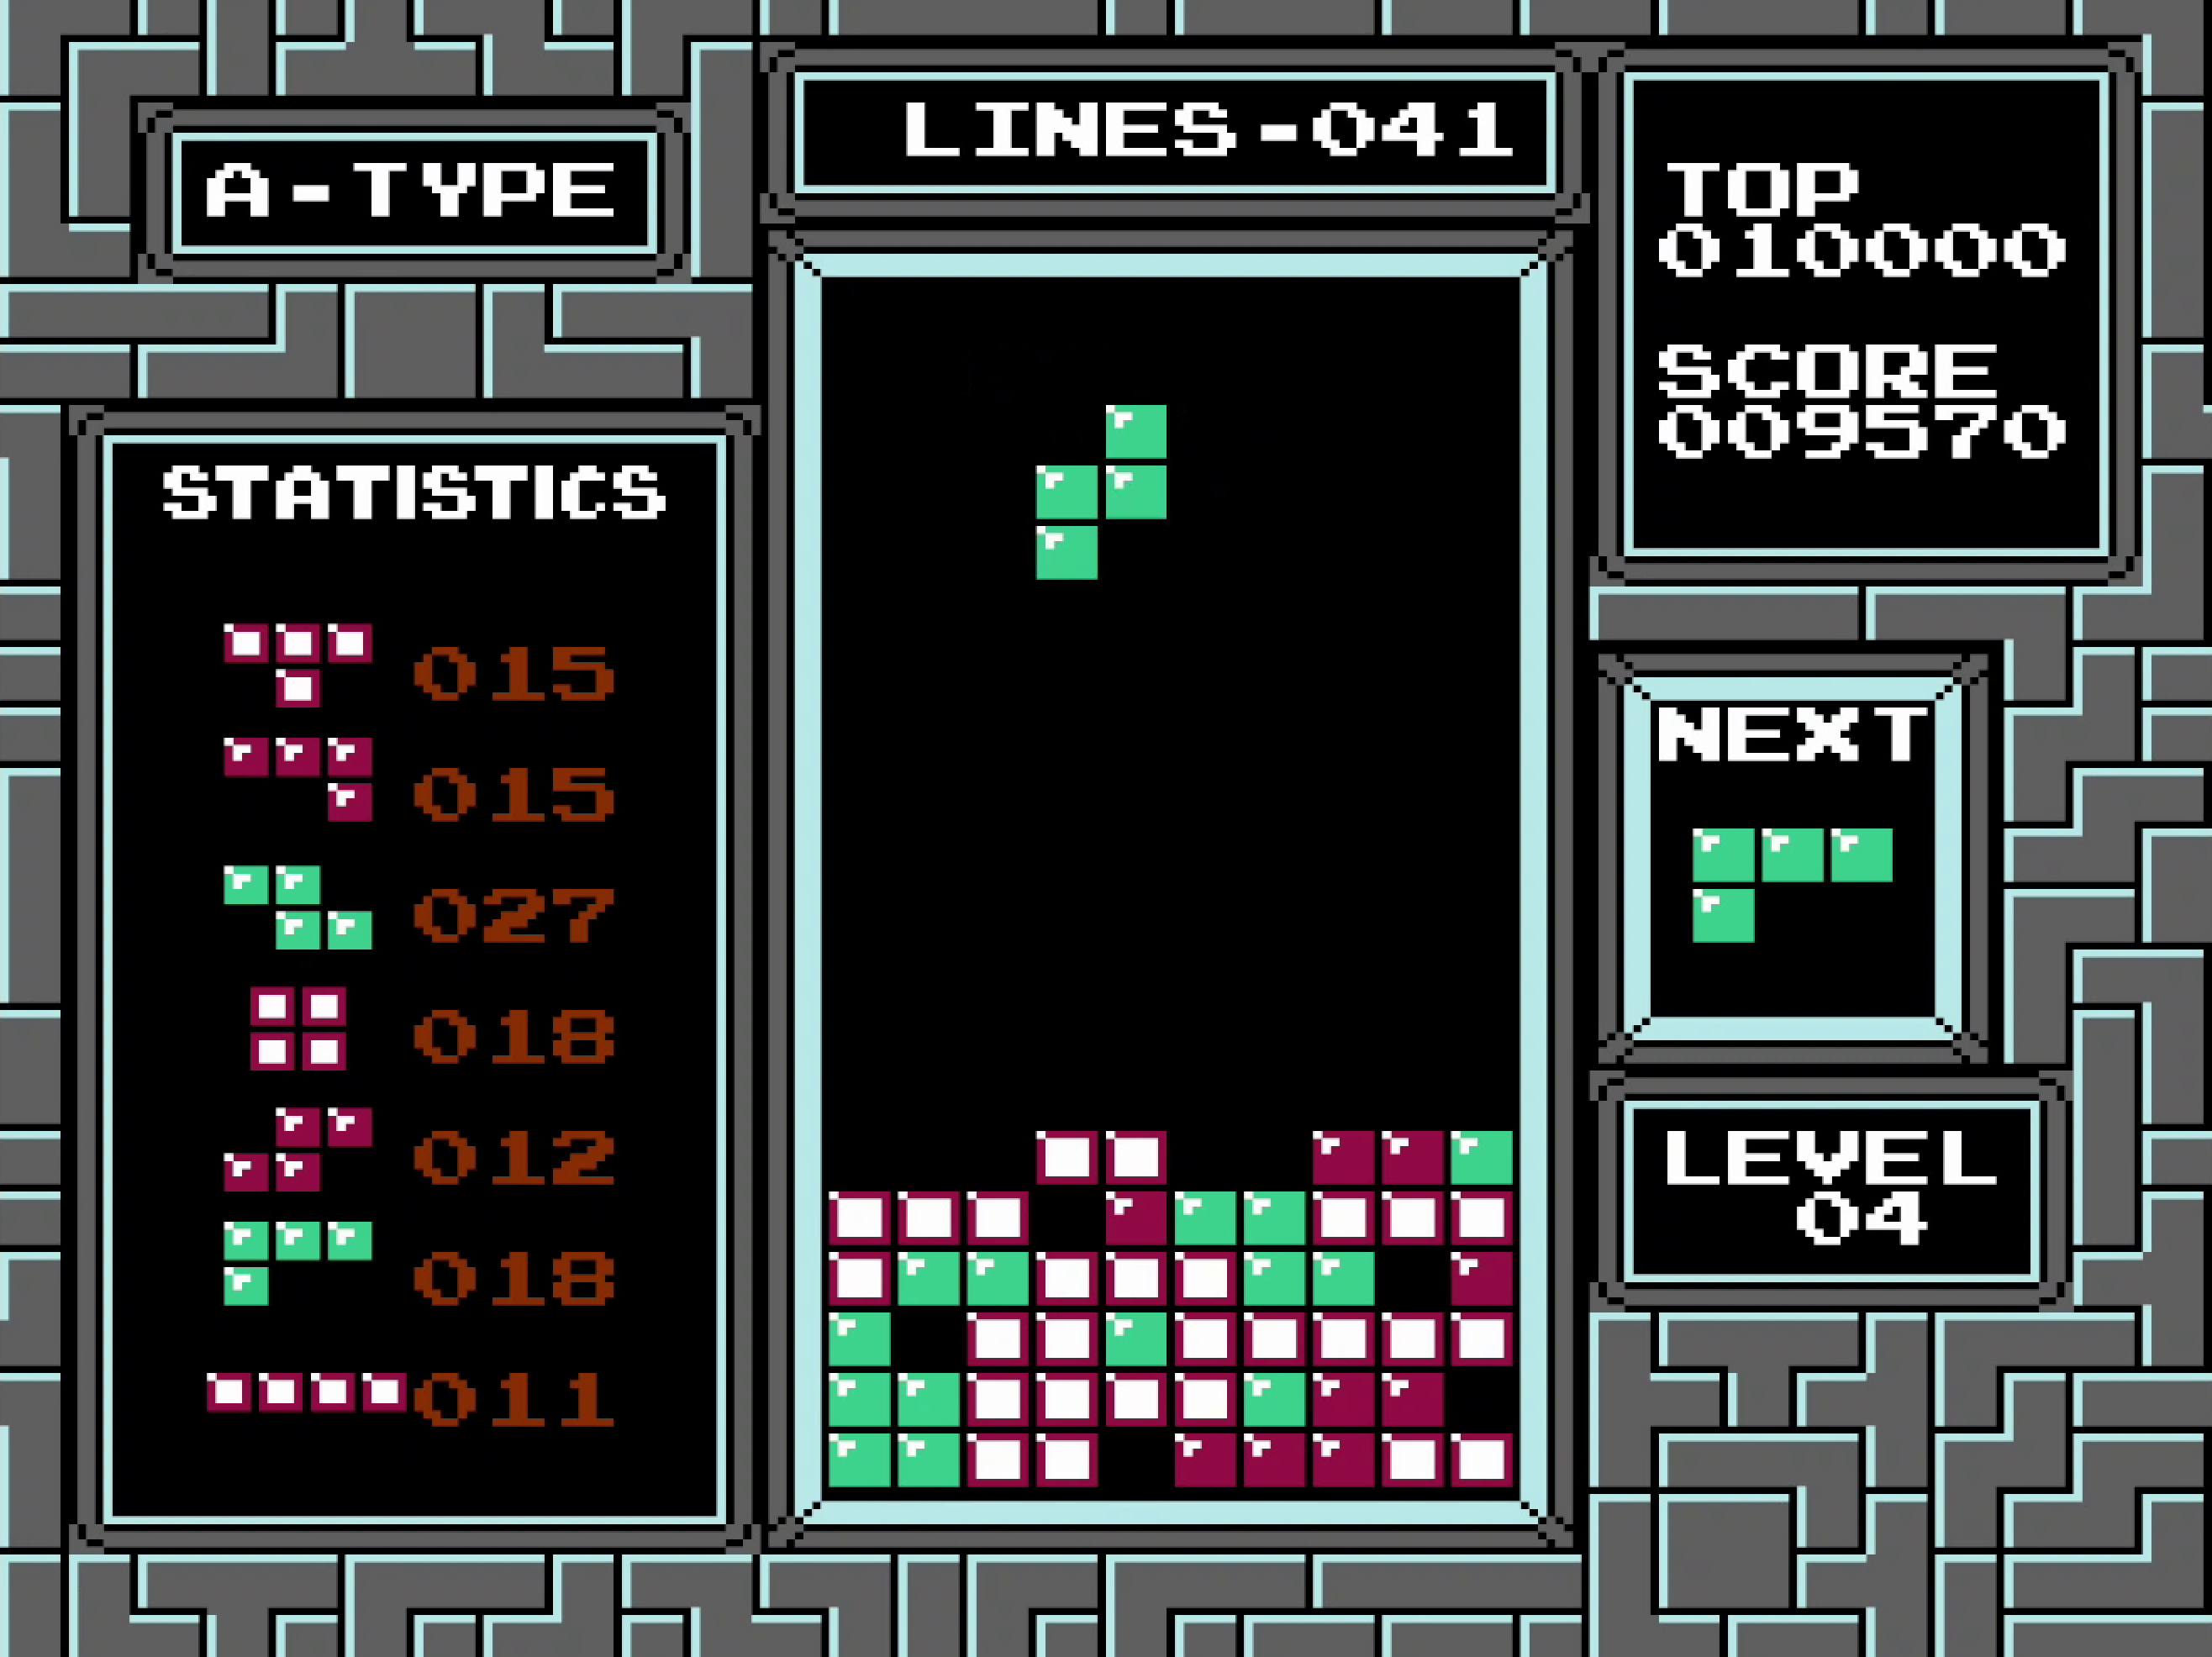 A-TYPE
LINES-041
TOP
010000
SCORE
009570
STATISTICS
015
015
027
018
012
018
011
NEXT
LEVEL
04